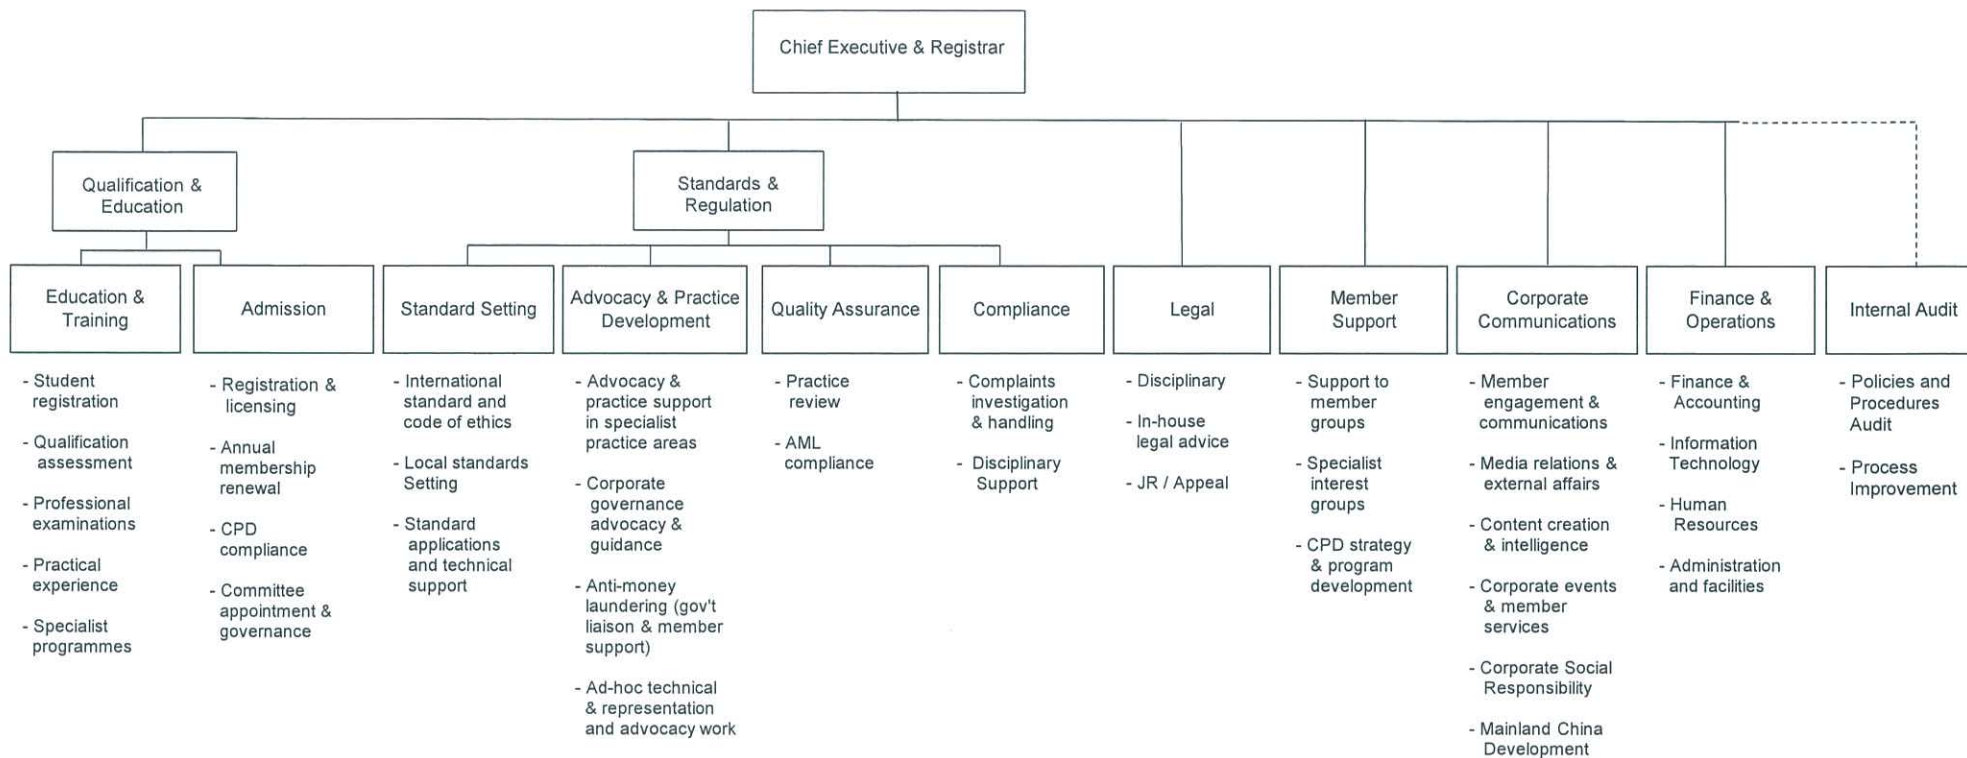 Chief Executive & Registrar
Qualification &
Education
Standards &
Regulation
Education &
Training
Admission
Standard Setting
Advocacy & Practice
Development
Quality Assurance
Compliance
Legal
Member
Support
Corporate
Communications
Finance &
Operations
Internal Audit
- Student
registration
- Qualification
assessment
- Professional
examinations
- Practical
experience
- Specialist
programmes
- Registration &
licensing
- Annual
membership
renewal
- CPD
compliance
- Committee
appointment &
governance
- International
standard and
code of ethics
- Local standards
Setting
- Standard
applications
and technical
support
- Advocacy &
practice support
in specialist
practice areas
- Corporate
governance
advocacy &
guidance
- Anti-money
laundering (gov't
liaison & member
support)
- Ad-hoc technical
& representation
and advocacy work
- Practice
review
- AML
compliance
- Complaints
investigation
& handling
- Disciplinary
Support
- Disciplinary
- In-house
legal advice
- JR / Appeal
- Support to
member
groups
- Specialist
interest
groups
- CPD strategy
& program
development
- Member
engagement &
communications
- Media relations &
external affairs
- Content creation
& intelligence
- Corporate events
& member
services
- Corporate Social
Responsibility
- Mainland China
Development
- Finance &
Accounting
- Information
Technology
- Human
Resources
- Administration
and facilities
- Policies and
Procedures
Audit
- Process
Improvement